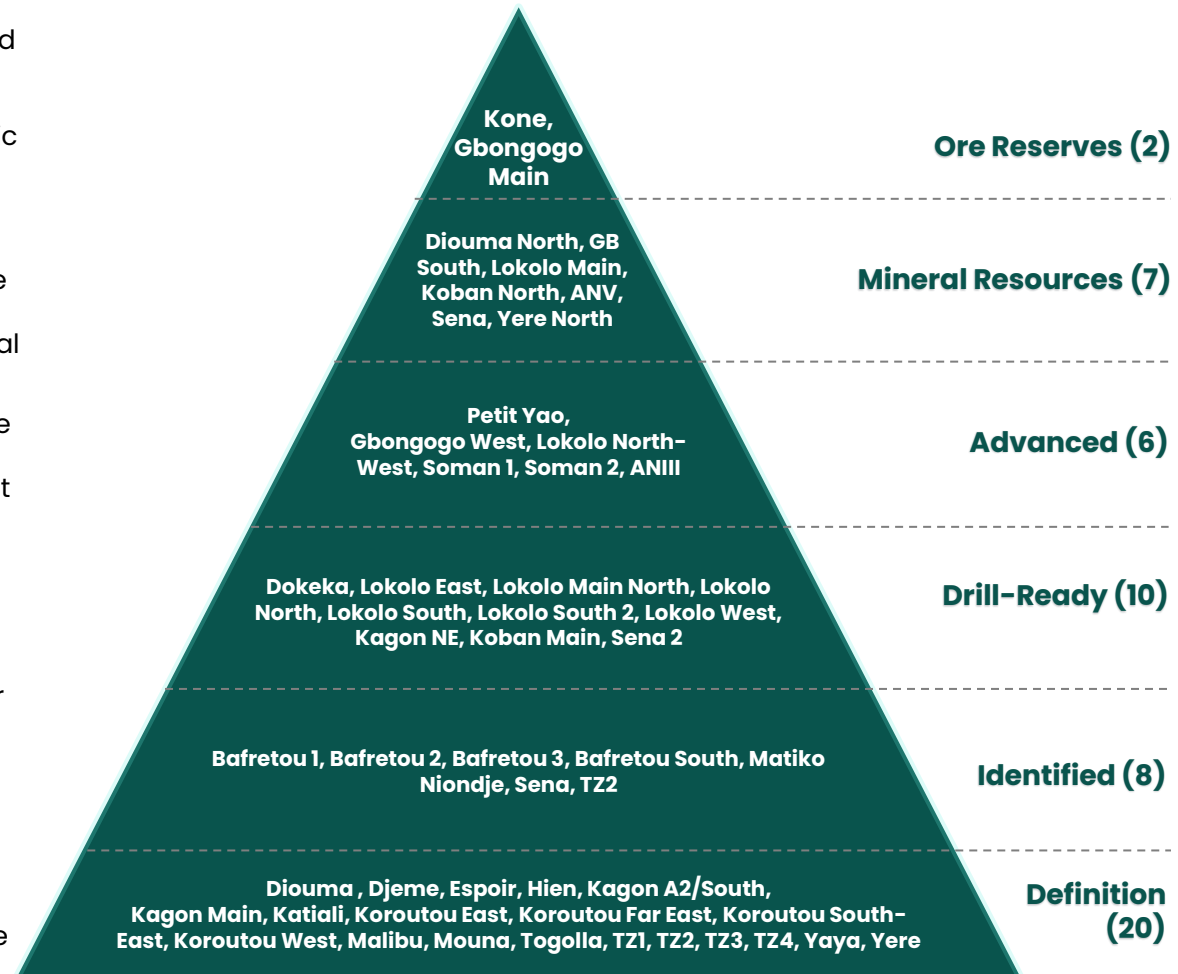 d
c
e
al
e
t
r
e
Kone,
Gbongogo
Main
Ore Reserves (2)
Diouma North, GB
South, Lokolo Main,
Koban North, ANV,
Sena, Yere North
Mineral Resources (7)
Petit Yao,
Gbongogo West, Lokolo North-
West, Soman 1, Soman 2, ANIII
Advanced (6)
Dokeka, Lokolo East, Lokolo Main North, Lokolo
North, Lokolo South, Lokolo South 2, Lokolo West,
Kagon NE, Koban Main, Sena 2
Drill-Ready (10)
Bafretou 1, Bafretou 2, Bafretou 3, Bafretou South, Matiko
Niondje, Sena, TZ2
Identified (8)
Diouma , Djeme, Espoir, Hien, Kagon A2/South,
Kagon Main, Katiali, Koroutou East, Koroutou Far East, Koroutou South-
East, Koroutou West, Malibu, Mouna, Togolla, TZ1, TZ2, TZ3, TZ4, Yaya, Yere
Definition
(20)